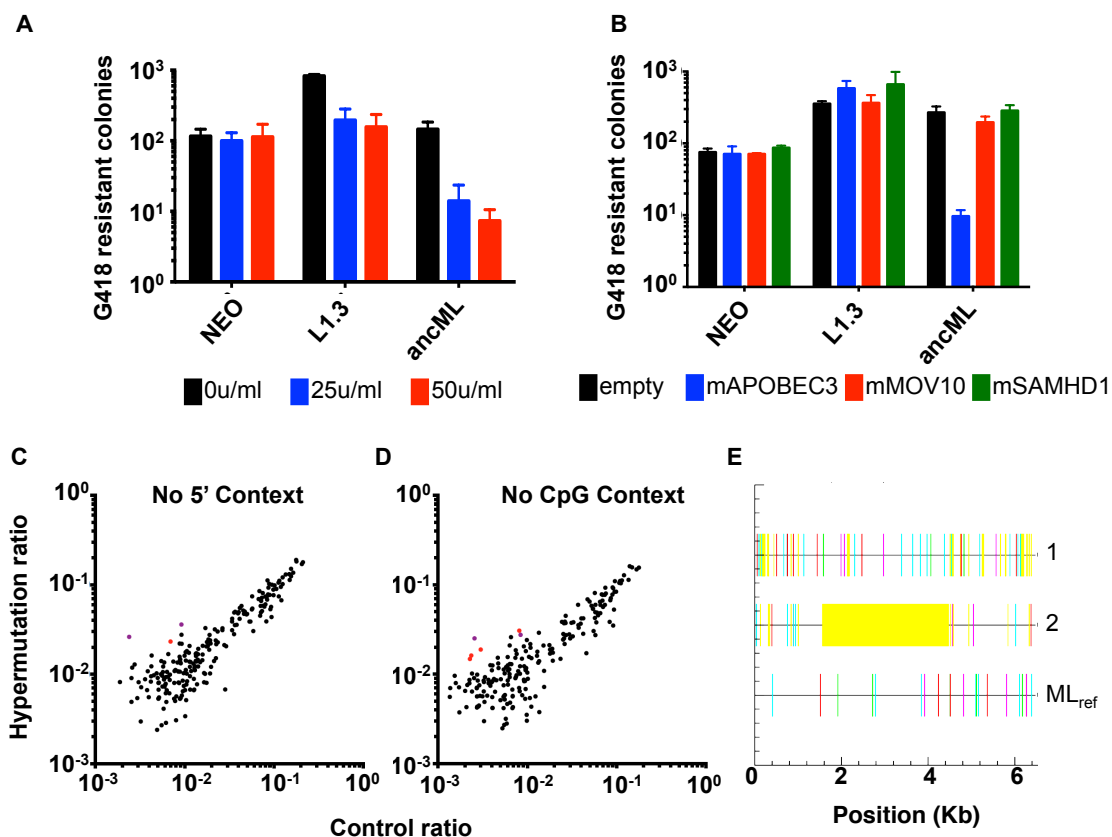 A
G418 resistant colonies
10³
10²
10¹
10⁰
NEO
L1.3
ancML
0u/ml
25u/ml
50u/ml
B
G418 resistant colonies
10³
10²
10¹
10⁰
NEO
L1.3
ancML
empty
mAPOBEC3
mMOV10
mSAMHD1
C
No 5' Context
Hypermutation ratio
10⁰
10⁻¹
10⁻²
10⁻³
10⁻³
10⁻²
10⁻¹
10⁰
D
No CpG Context
10⁰
10⁻¹
10⁻²
10⁻³
10⁻³
10⁻²
10⁻¹
10⁰
Control ratio
E
1
2
MLref
0
2
4
6
Position (Kb)